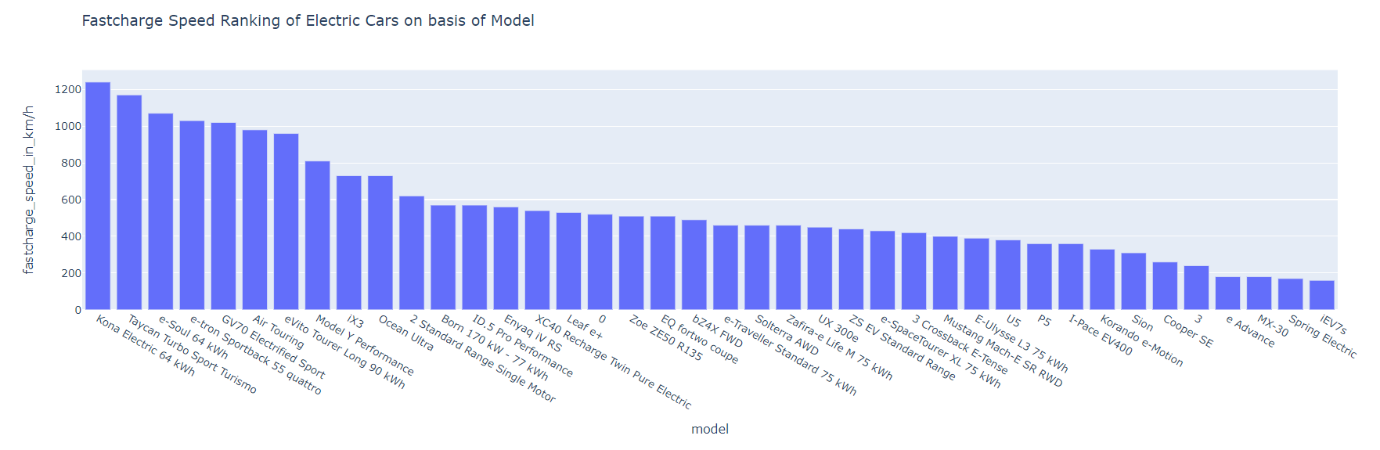 Fastcharge Speed Ranking of Electric Cars on basis of Model
fastcharge_speed_in_km/h
1200
1000
800
600
400
200
0
Kona Electric 64 kWh
Taycan Turbo Sport Turismo
e-Soul 64 kWh
e-tron Sportback 55 quattro
GV70 Electrified Sport
Air Touring
eVito Tourer Long 90 kWh
Model Y Performance
iX3
Ocean Ultra
2 Standard Range Single Motor
Born 170 kW - 77 kWh
ID.5 Pro Performance
Enyaq iV RS
XC40 Recharge Twin Pure Electric
Leaf e+
0
Zoe ZE50 R135
EQ fortwo coupe
bZ4X FWD
e-Traveller Standard 75 kWh
Solterra AWD
Zafira-e Life M 75 kWh
UX 300e
ZS EV Standard Range
e-SpaceTourer XL 75 kWh
3 Crossback E-Tense
Mustang Mach-E SR RWD
E-Ulysse L3 75 kWh
U5
P5
I-Pace EV400
Korando e-Motion
Sion
Cooper SE
3
e Advance
MX-30
Spring Electric
iEV7s
model